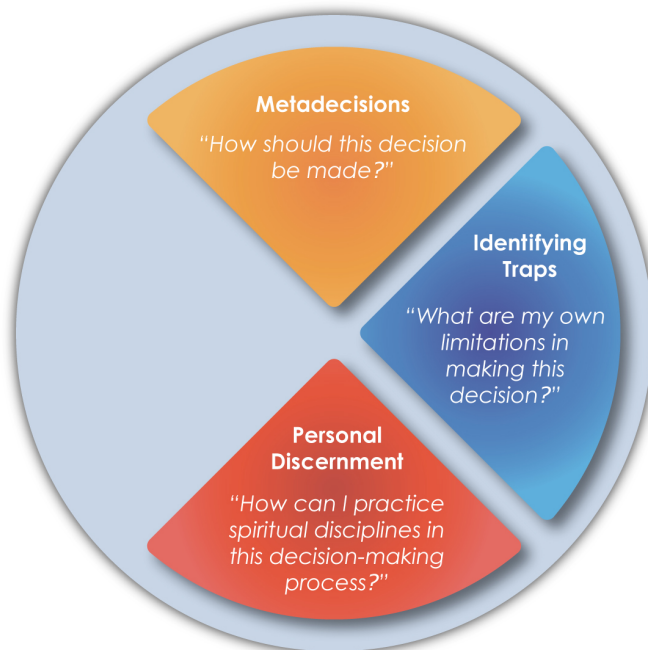 Metadecisions
“How should this decision
be made?”
Identifying
Traps
“What are my own
limitations in
making this
decision?”
Personal
Discernment
“How can I practice
spiritual disciplines in
this decision-making
process?”